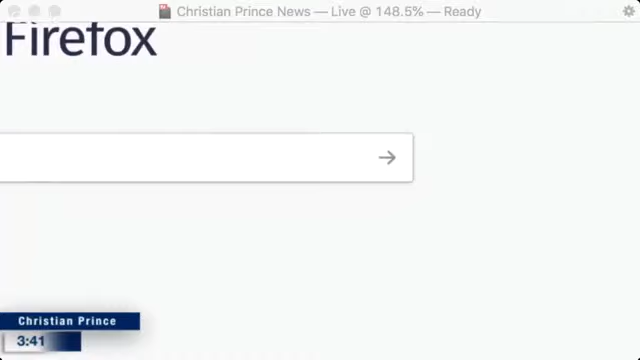 Christian Prince News — Live @ 148.5% — Ready
Firefox
Christian Prince
3:41